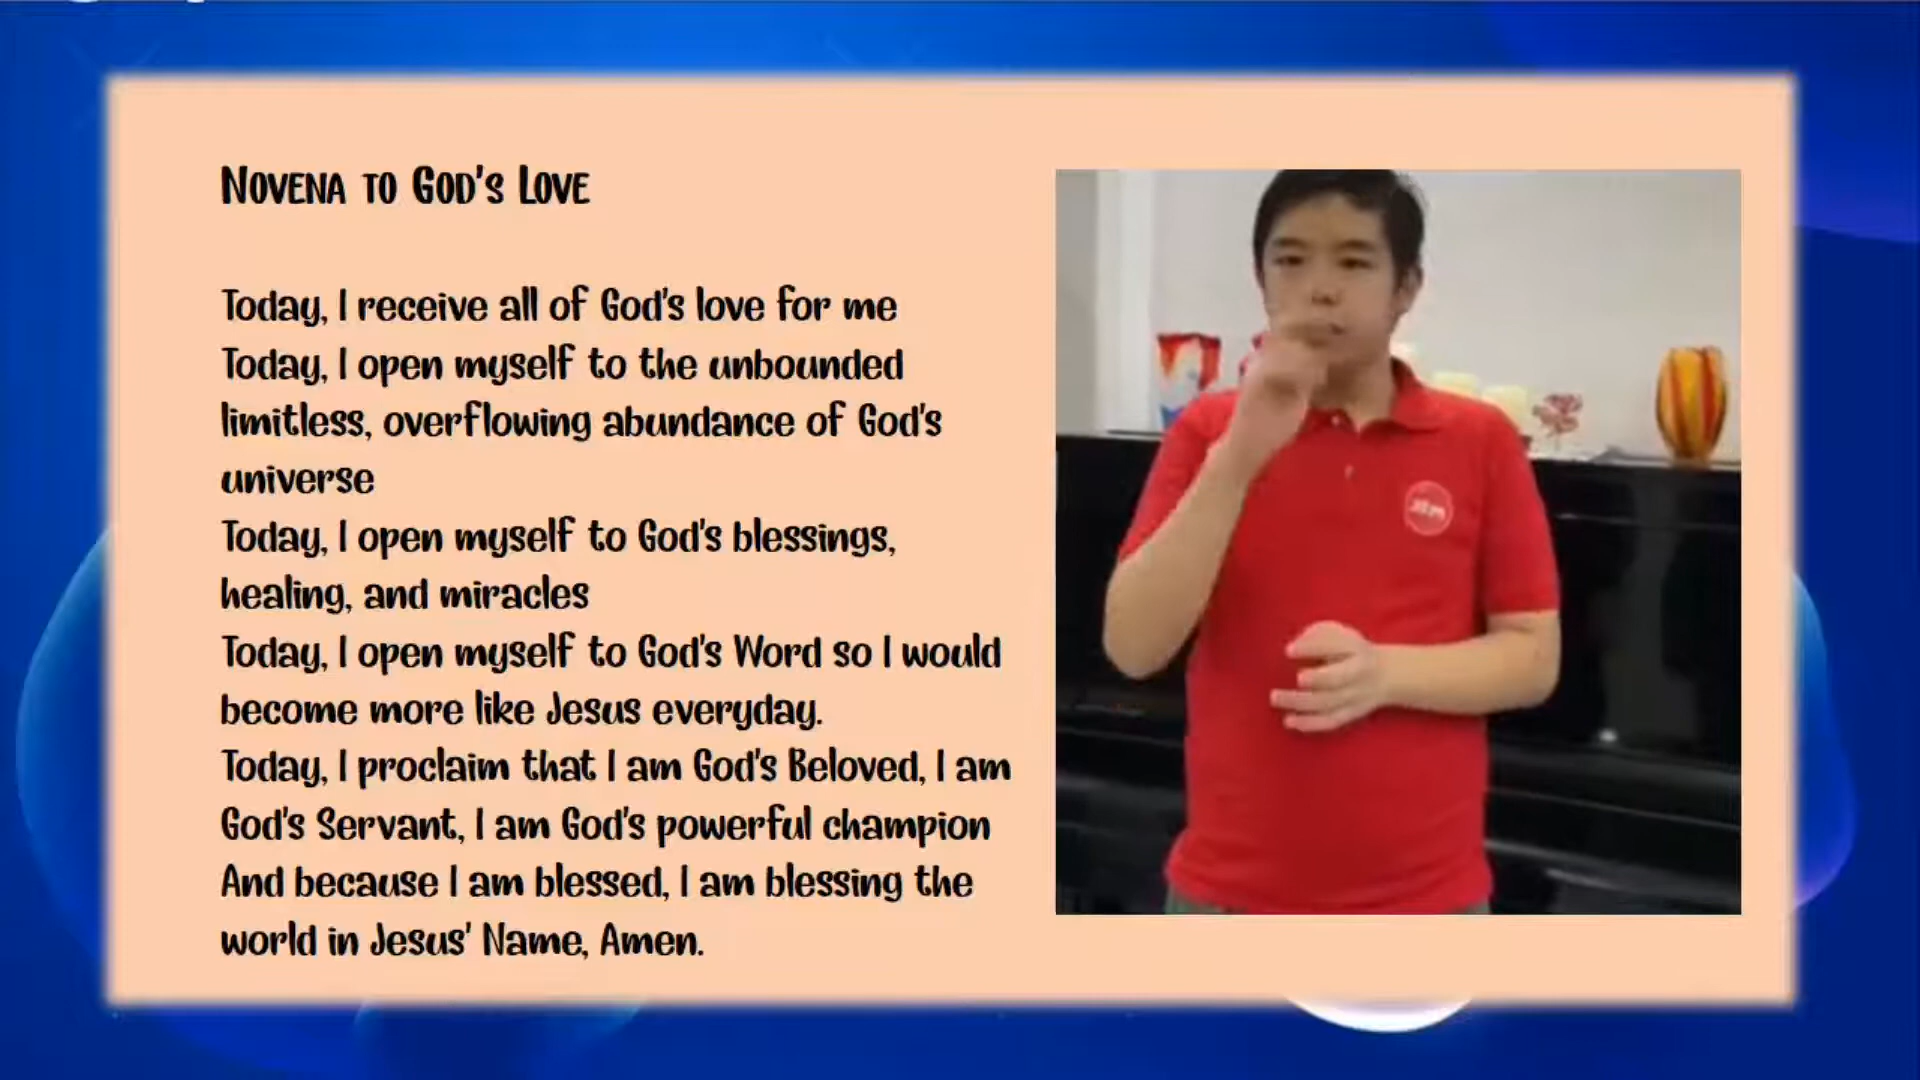 Novena to God's Love
Today, I receive all of God's love for me
Today, I open myself to the unbounded
limitless, overflowing abundance of God's
universe
Today, I open myself to God's blessings,
healing, and miracles
Today, I open myself to God's Word so I would
become more like Jesus everyday.
Today, I proclaim that I am God's Beloved, I am
God's Servant, I am God's powerful champion
And because I am blessed, I am blessing the
world in Jesus' Name, Amen.